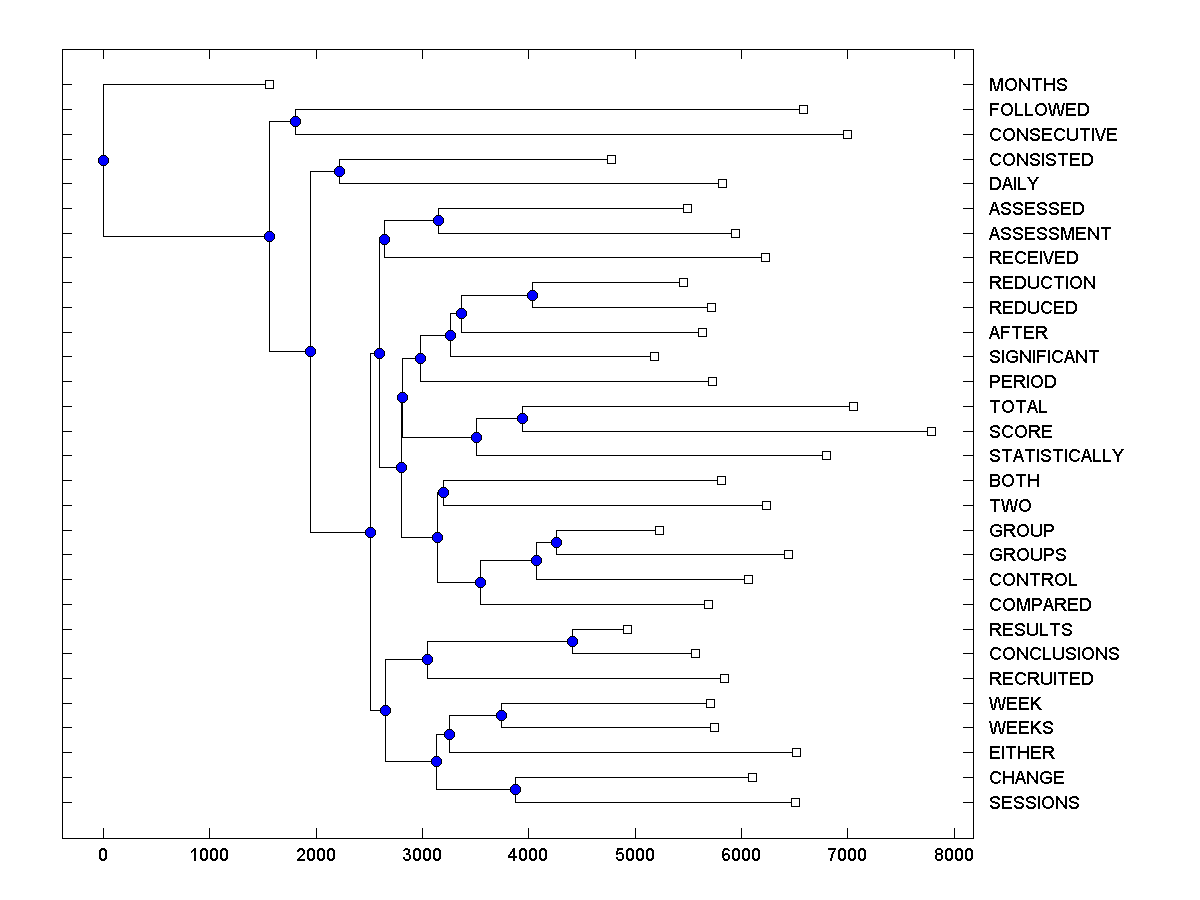 MONTHS
FOLLOWED
CONSECUTIVE
CONSISTED
DAILY
ASSESSED
ASSESSMENT
RECEIVED
REDUCTION
REDUCED
AFTER
SIGNIFICANT
PERIOD
TOTAL
SCORE
STATISTICALLY
BOTH
TWO
GROUP
GROUPS
CONTROL
COMPARED
RESULTS
CONCLUSIONS
RECRUITED
WEEK
WEEKS
EITHER
CHANGE
SESSIONS
0 1000 2000 3000 4000 5000 6000 7000 8000